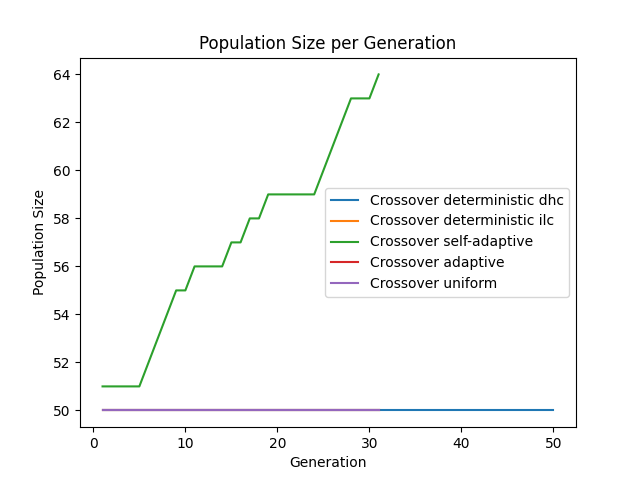 Population Size per Generation
64
62
60
58
56
54
52
50
Population Size
Crossover deterministic dhc
Crossover deterministic ilc
Crossover self-adaptive
Crossover adaptive
Crossover uniform
0 10 20 30 40 50
Generation